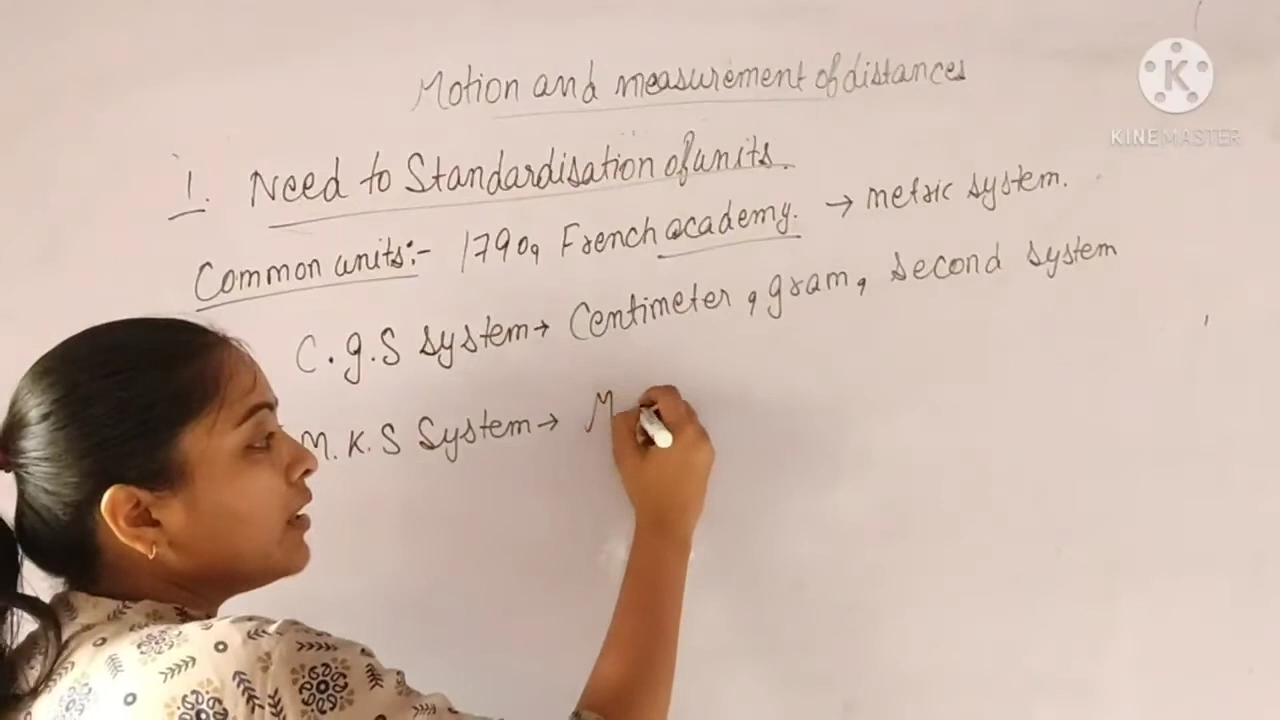 Motion and measurement of distances
1. Need to Standardisation of units.
Common units:- 1790, French academy. → metric system.
C.g.S system → Centimeter, gram, second system
M.K.S System → M
KINEMASTER